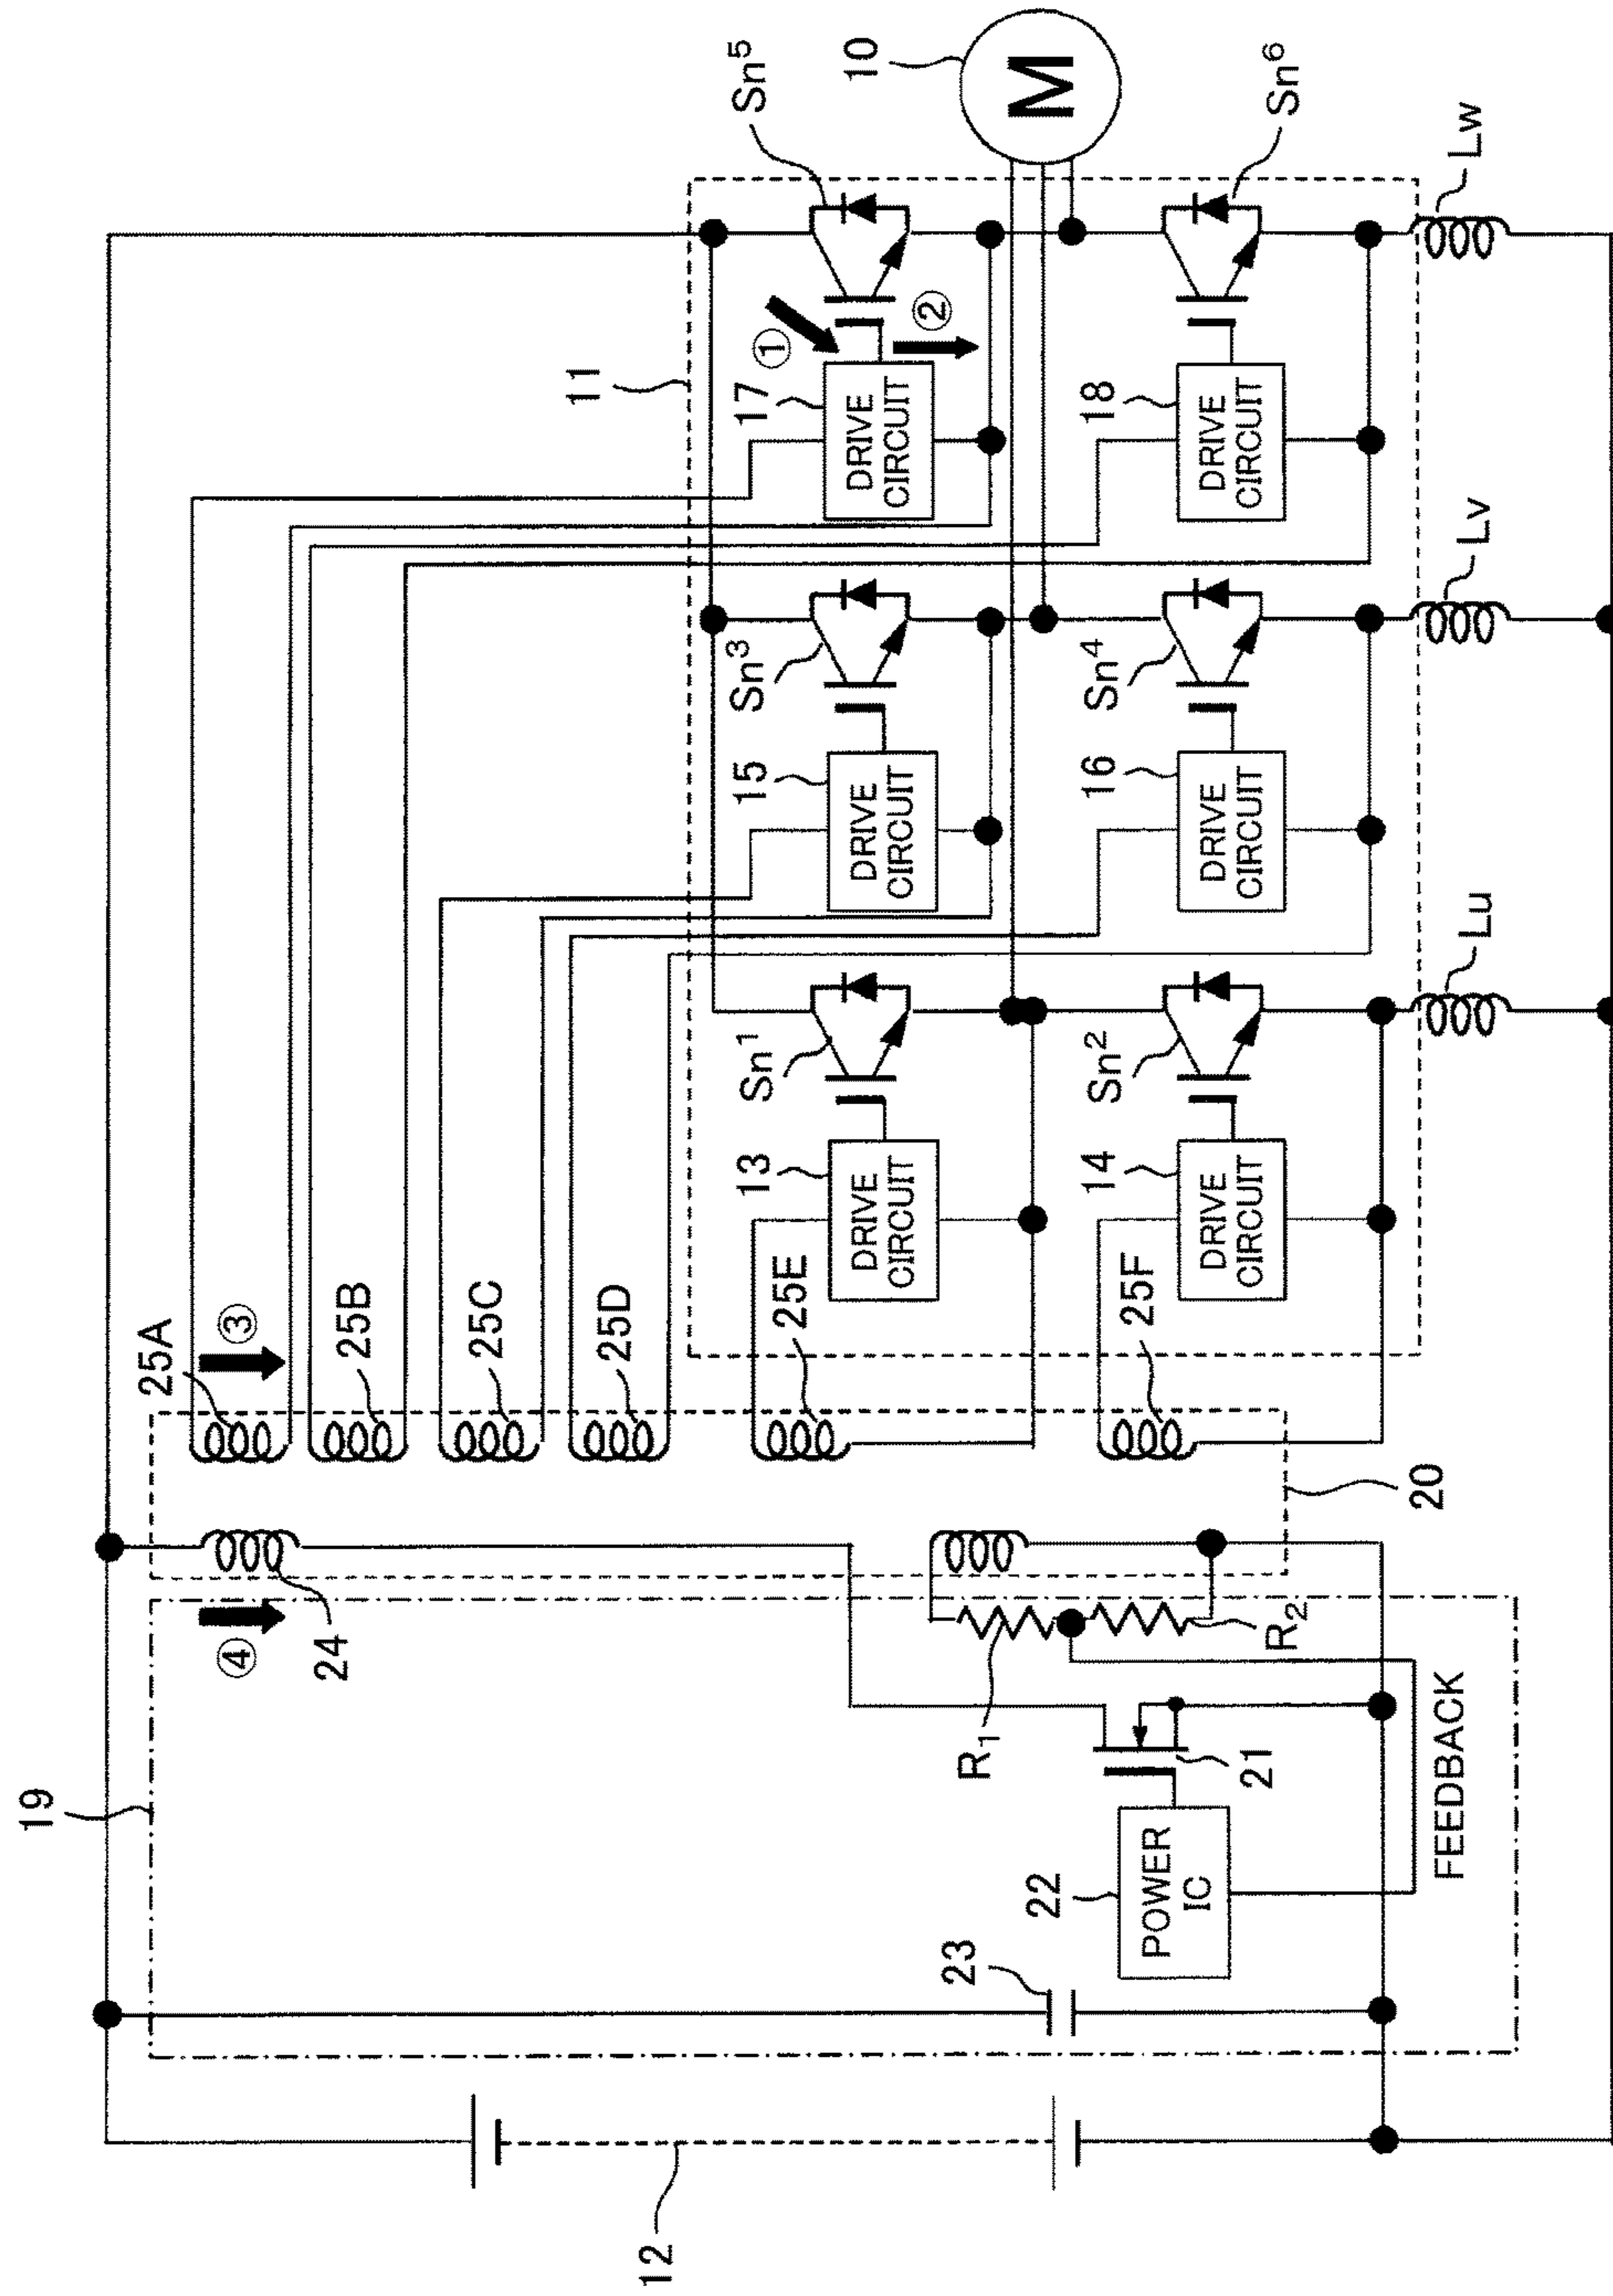 19
12
23
22
POWER
IC
21
FEEDBACK
R1
R2
④
24
20
25A
③
25B
25C
25D
25E
25F
11
13
DRIVE
CIRCUIT
Sn1
14
DRIVE
CIRCUIT
Sn2
Lu
15
DRIVE
CIRCUIT
Sn3
16
DRIVE
CIRCUIT
Sn4
Lv
17
DRIVE
CIRCUIT
①
②
Sn5
18
DRIVE
CIRCUIT
Sn6
Lw
10
M